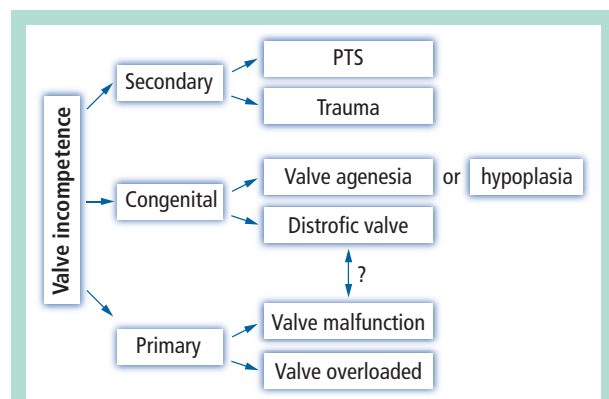 Valve incompetence
Secondary
PTS
Trauma
Congenital
Valve agenesia or hypoplasia
Distrofic valve
?
Primary
Valve malfunction
Valve overloaded